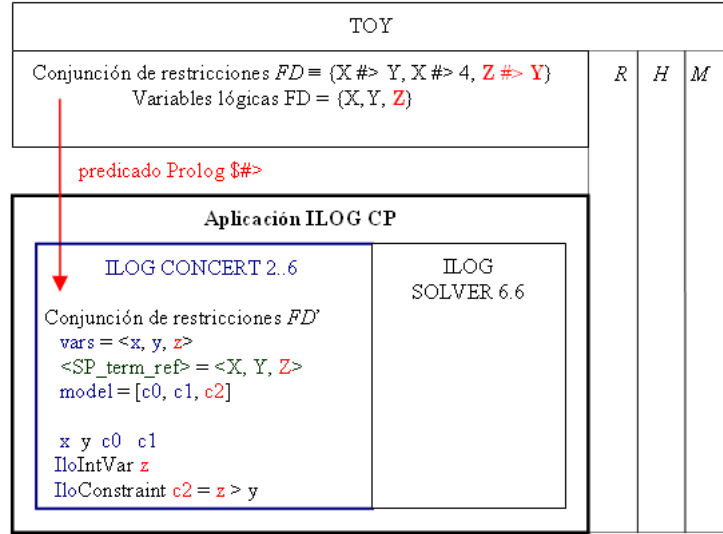 TOY
Conjunción de restricciones FD ≡ {X #> Y, X #> 4, Z #> Y}
Variables lógicas FD = {X, Y, Z}
R H M
predicado Prolog $#>
Aplicación ILOG CP
ILOG CONCERT 2..6
ILOG
SOLVER 6.6
Conjunción de restricciones FD'
vars = <x, y, z>
<SP_term_ref> = <X, Y, Z>
model = [c0, c1, c2]
x y c0 c1
IloIntVar z
IloConstraint c2 = z > y